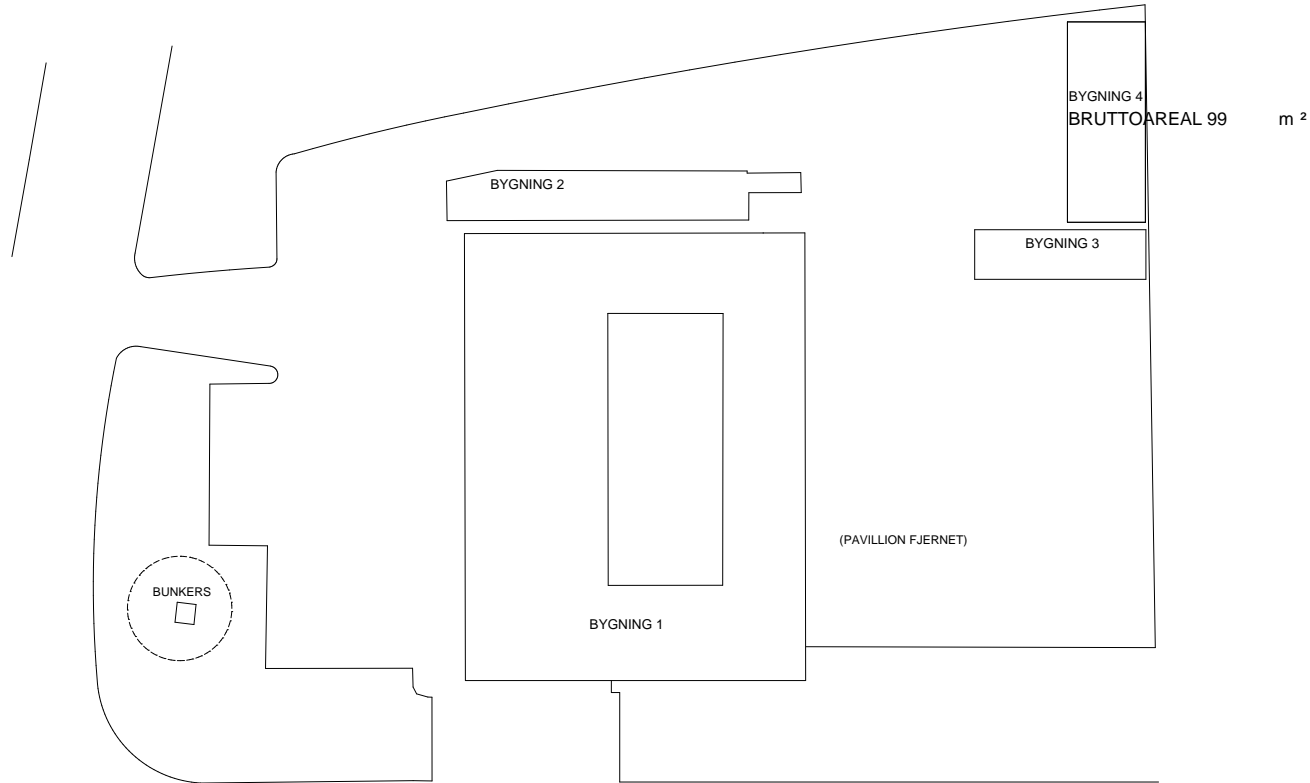 BYGNING 4
BRUTTOAREAL 99 m ²
BYGNING 2
BYGNING 3
(PAVILLION FJERNET)
BUNKERS
BYGNING 1